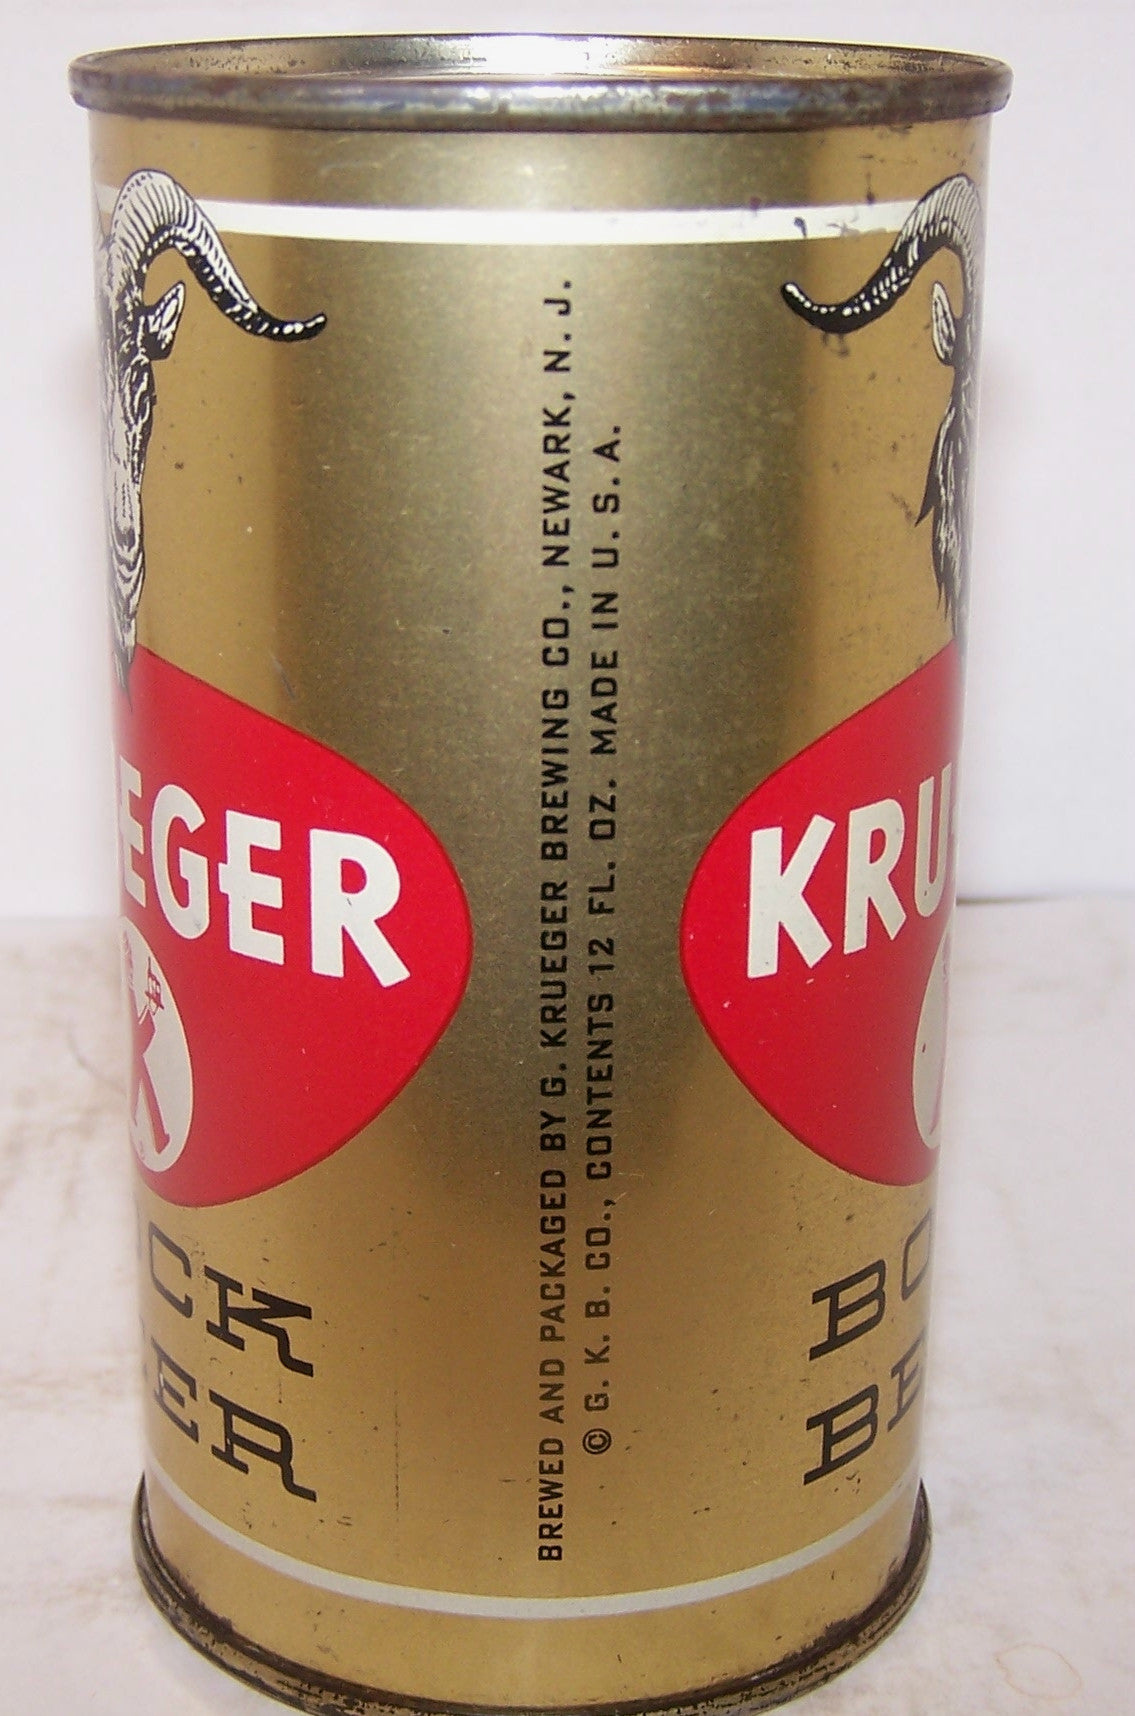 BREWED AND PACKAGED BY G. KRUEGER BREWING CO., NEWARK, N. J.
© G. K. B. CO., CONTENTS 12 FL. OZ. MADE IN U. S. A.
EGER
K
CK
ER
KRU
BO
BE